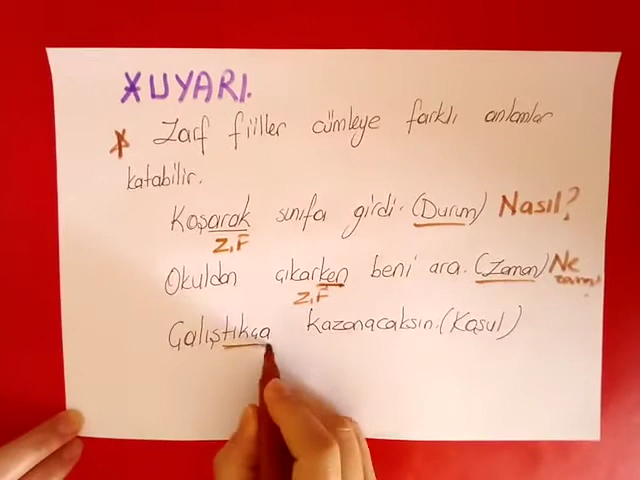 *UYARI.
* Zarf fiiller cümleye farklı anlamlar
katabilir.
Koşarak sınıfa girdi. (Durum) Nasıl?
Z.F
Okuldan çıkarken beni ara. (Zaman) Ne
zaman
Z.F
Çalıştıkça kazanacaksın. (Koşul)